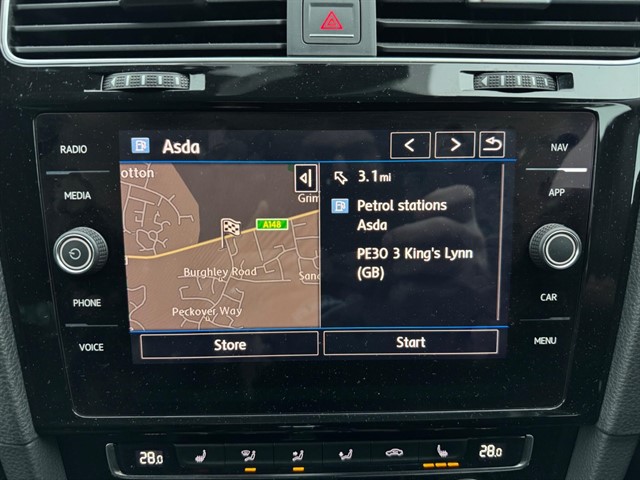 RADIO
MEDIA
PHONE
VOICE
Asda
otton
Grim
A148
Burghley Road
San
Peckover Way
3.1mi
Petrol stations
Asda
PE30 3 King's Lynn
(GB)
Store
Start
NAV
APP
CAR
MENU
28.0
28.0